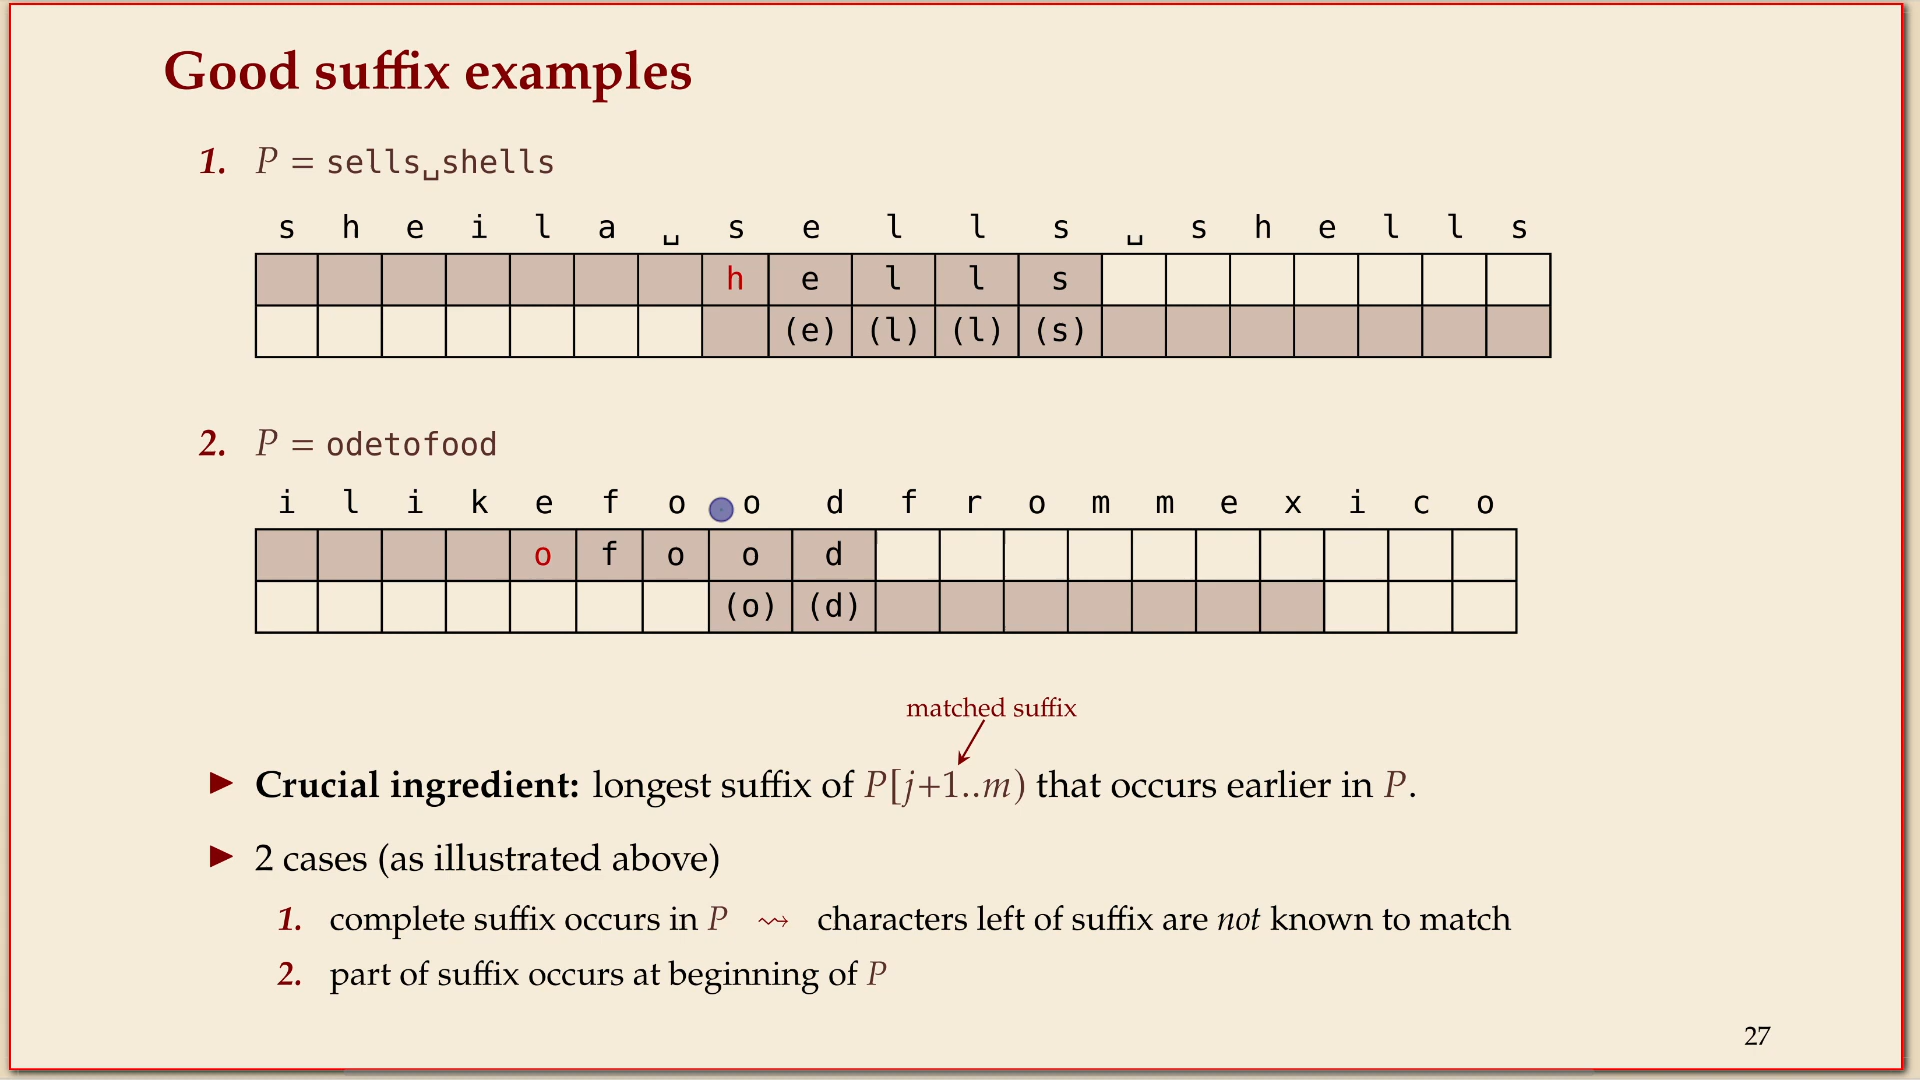 Good suffix examples
1. P = sells␣shells
s h e i l a ␣ s e l l s ␣ s h e l l s
h e l l s
(e) (l) (l) (s)
2. P = odetofood
i l i k e f o o d f r o m m e x i c o
o f o o d
(o) (d)
matched suffix
▶ Crucial ingredient: longest suffix of P[j+1..m) that occurs earlier in P.
▶ 2 cases (as illustrated above)
1. complete suffix occurs in P ⇝ characters left of suffix are not known to match
2. part of suffix occurs at beginning of P
27